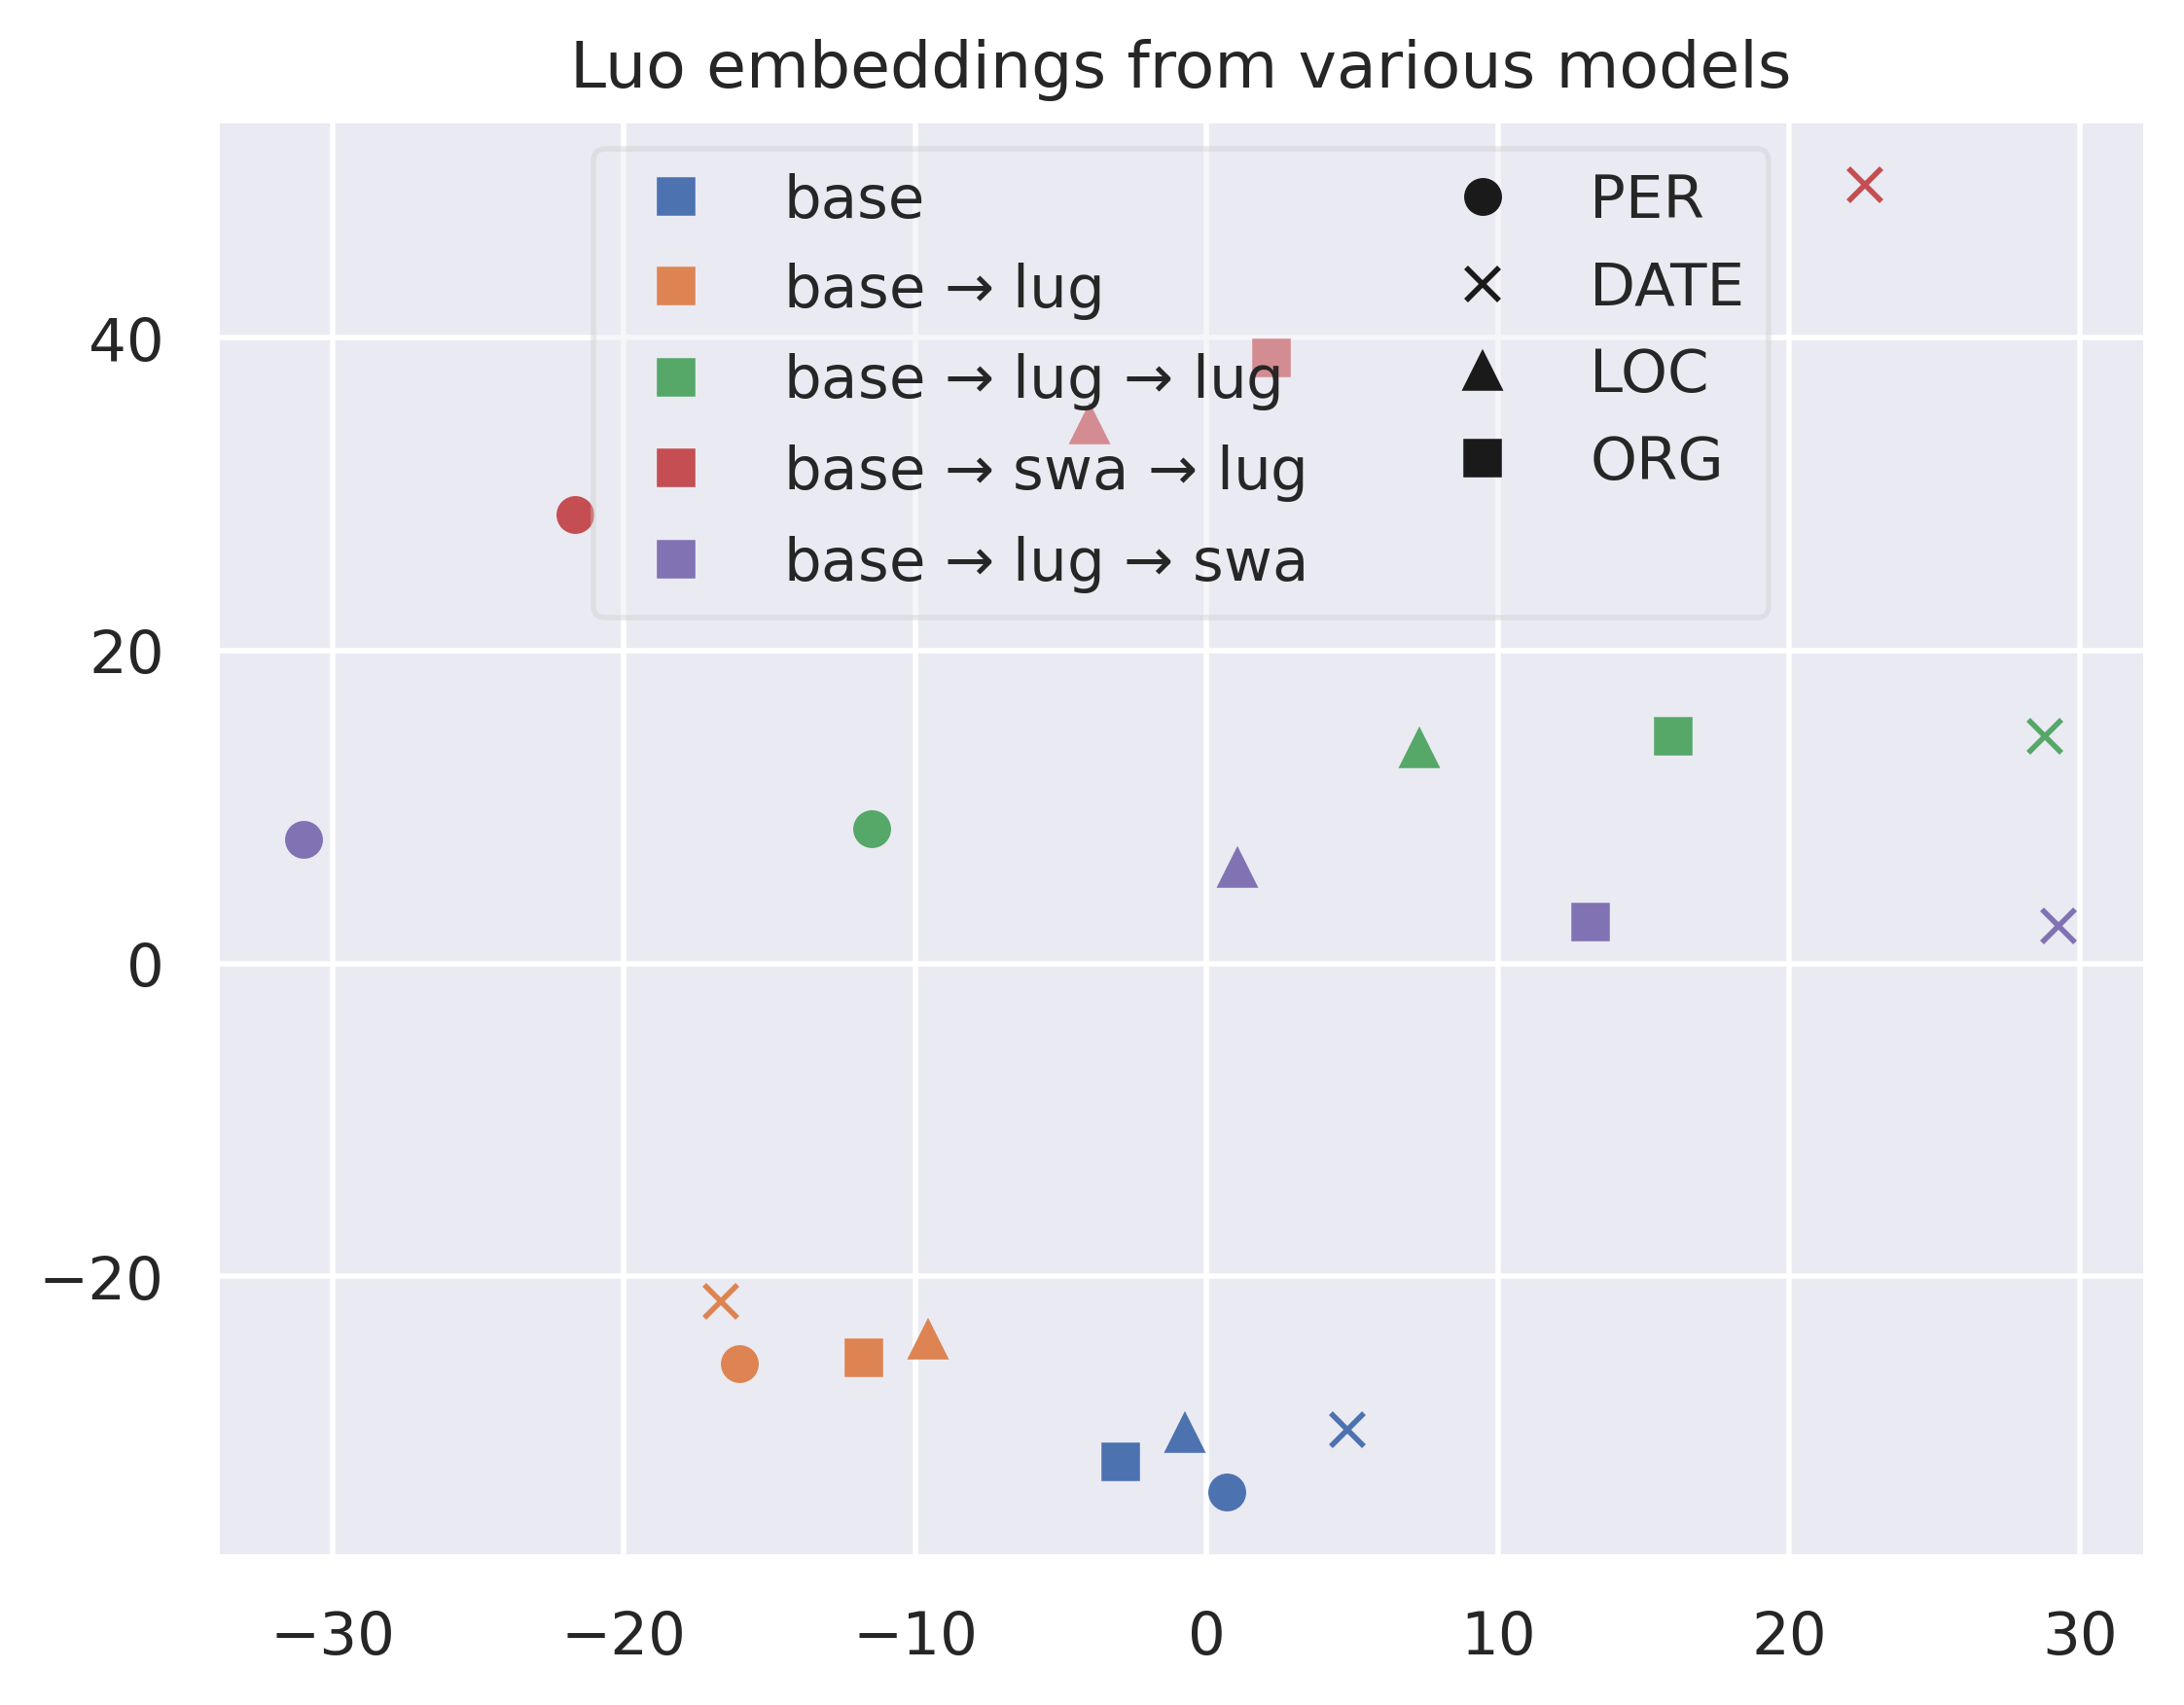 Luo embeddings from various models
base
base → lug
base → lug → lug
base → swa → lug
base → lug → swa
PER
DATE
LOC
ORG
40
20
0
−20
−30 −20 −10 0 10 20 30